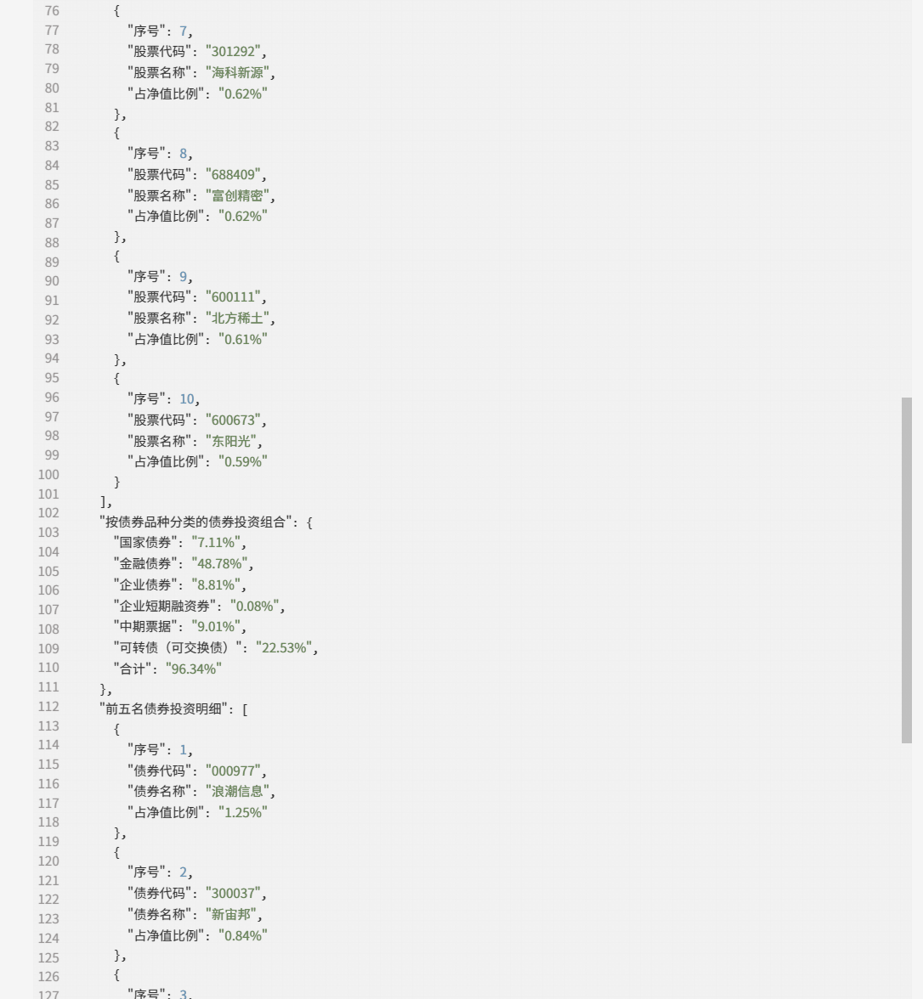 76 {
77 "序号": 7,
78 "股票代码": "301292",
79 "股票名称": "海科新源",
80 "占净值比例": "0.62%"
81 },
82 {
83 "序号": 8,
84 "股票代码": "688409",
85 "股票名称": "富创精密",
86 "占净值比例": "0.62%"
87 },
88 {
89 "序号": 9,
90 "股票代码": "600111",
91 "股票名称": "北方稀土",
92 "占净值比例": "0.61%"
93 },
94 {
95 "序号": 10,
96 "股票代码": "600673",
97 "股票名称": "东阳光",
98 "占净值比例": "0.59%"
99 }
100 ],
101 "按债券品种分类的债券投资组合": {
102 "国家债券": "7.11%",
103 "金融债券": "48.78%",
104 "企业债券": "8.81%",
105 "企业短期融资券": "0.08%",
106 "中期票据": "9.01%",
107 "可转债（可交换债）": "22.53%",
108 "合计": "96.34%"
109 },
110 "前五名债券投资明细": [
111 {
112 "序号": 1,
113 "债券代码": "000977",
114 "债券名称": "浪潮信息",
115 "占净值比例": "1.25%"
116 },
117 {
118 "序号": 2,
119 "债券代码": "300037",
120 "债券名称": "新宙邦",
121 "占净值比例": "0.84%"
122 },
123 {
124 "序号": 3,
125
126
127